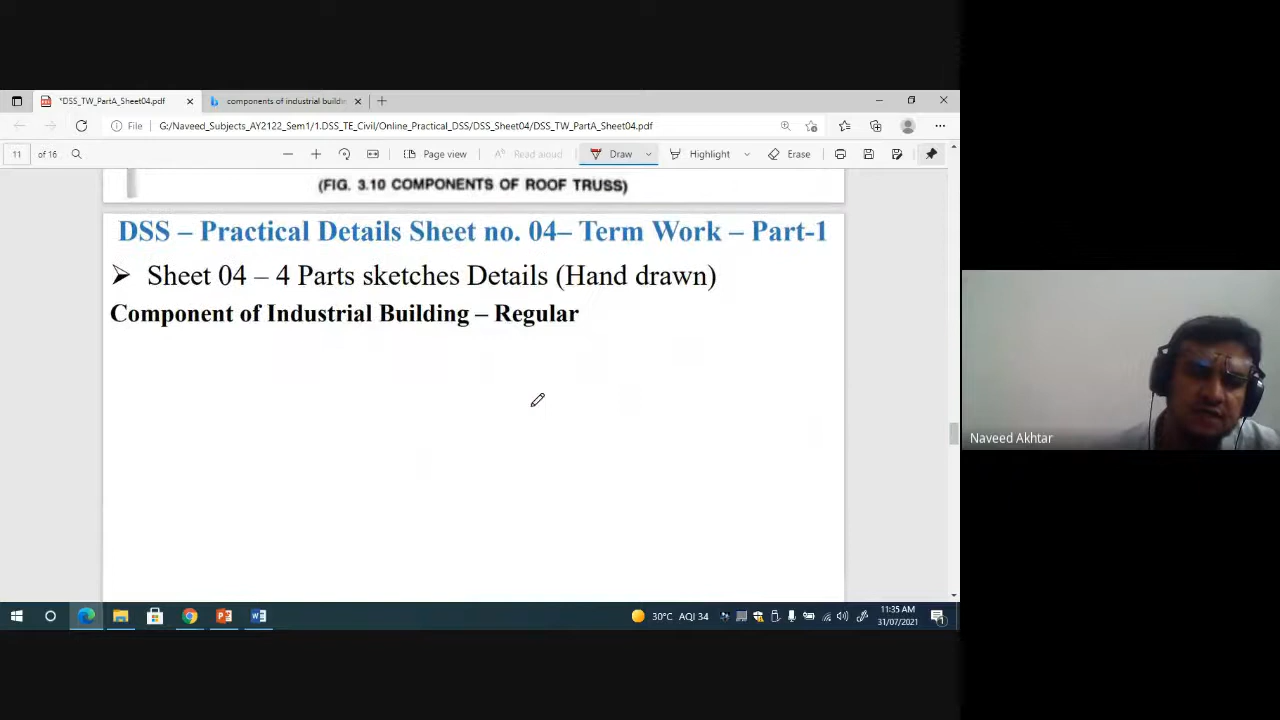 *DSS_TW_PartA_Sheet04.pdf
components of industrial buildin
File
G:/Naveed_Subjects_AY2122_Sem1/1.DSS_TE_Civil/Online_Practical_DSS/DSS_Sheet04/DSS_TW_PartA_Sheet04.pdf
11 of 16
Page view
Read aloud
Draw
Highlight
Erase
(FIG. 3.10 COMPONENTS OF ROOF TRUSS)
DSS – Practical Details Sheet no. 04– Term Work – Part-1
➢ Sheet 04 – 4 Parts sketches Details (Hand drawn)
Component of Industrial Building – Regular
Naveed Akhtar
30°C AQI 34
11:35 AM
31/07/2021